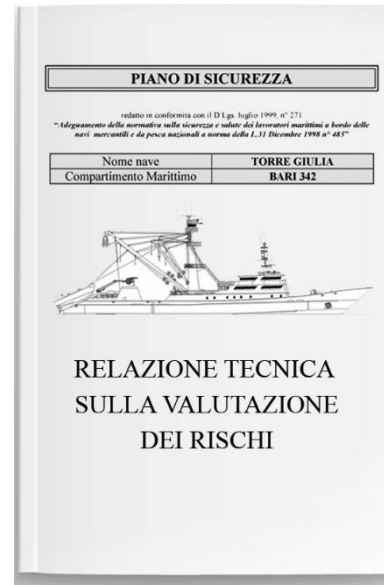 PIANO DI SICUREZZA
redatto in conformita con il D Lgs. luglio 1999, n° 271
"Adeguamento della normativa sulla sicurezza e salute dei lavoratori marittimi a bordo delle
navi mercantili e da pesca nazionali a norma della L.31 Dicembre 1998 n° 485"
Nome nave TORRE GIULIA
Compartimento Marittimo BARI 342
RELAZIONE TECNICA
SULLA VALUTAZIONE
DEI RISCHI